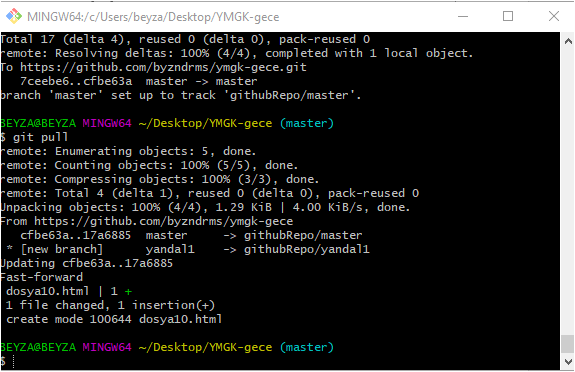 MINGW64:/c/Users/beyza/Desktop/YMGK-gece
Total 17 (delta 4), reused 0 (delta 0), pack-reused 0
remote: Resolving deltas: 100% (4/4), completed with 1 local object.
To https://github.com/byzndrms/ymgk-gece.git
   7ceebe6..cfbe63a  master -> master
branch 'master' set up to track 'githubRepo/master'.

BEYZA@BEYZA MINGW64 ~/Desktop/YMGK-gece (master)
$ git pull
remote: Enumerating objects: 5, done.
remote: Counting objects: 100% (5/5), done.
remote: Compressing objects: 100% (3/3), done.
remote: Total 4 (delta 1), reused 0 (delta 0), pack-reused 0
Unpacking objects: 100% (4/4), 1.29 KiB | 4.00 KiB/s, done.
From https://github.com/byzndrms/ymgk-gece
   cfbe63a..17a6885  master     -> githubRepo/master
 * [new branch]      yandal1    -> githubRepo/yandal1
Updating cfbe63a..17a6885
Fast-forward
 dosya10.html | 1 +
 1 file changed, 1 insertion(+)
 create mode 100644 dosya10.html

BEYZA@BEYZA MINGW64 ~/Desktop/YMGK-gece (master)
$